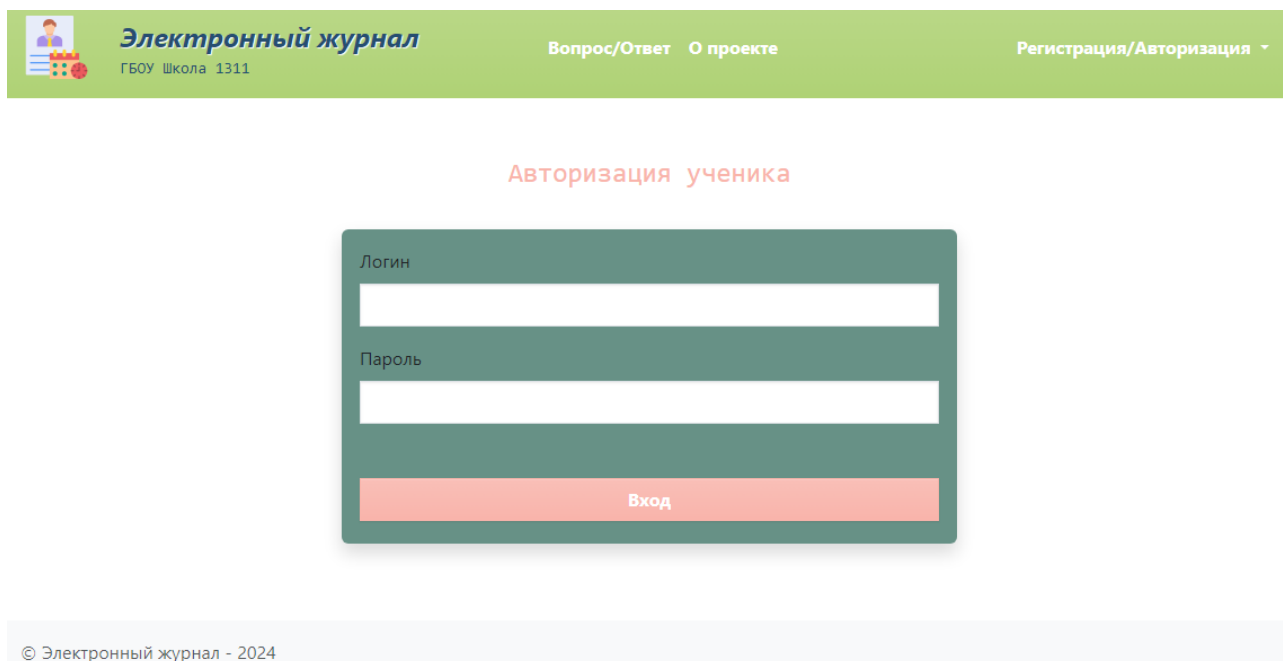 Электронный журнал
ГБОУ Школа 1311
Вопрос/Ответ О проекте
Регистрация/Авторизация
Авторизация ученика
Логин
Пароль
Вход
© Электронный журнал - 2024